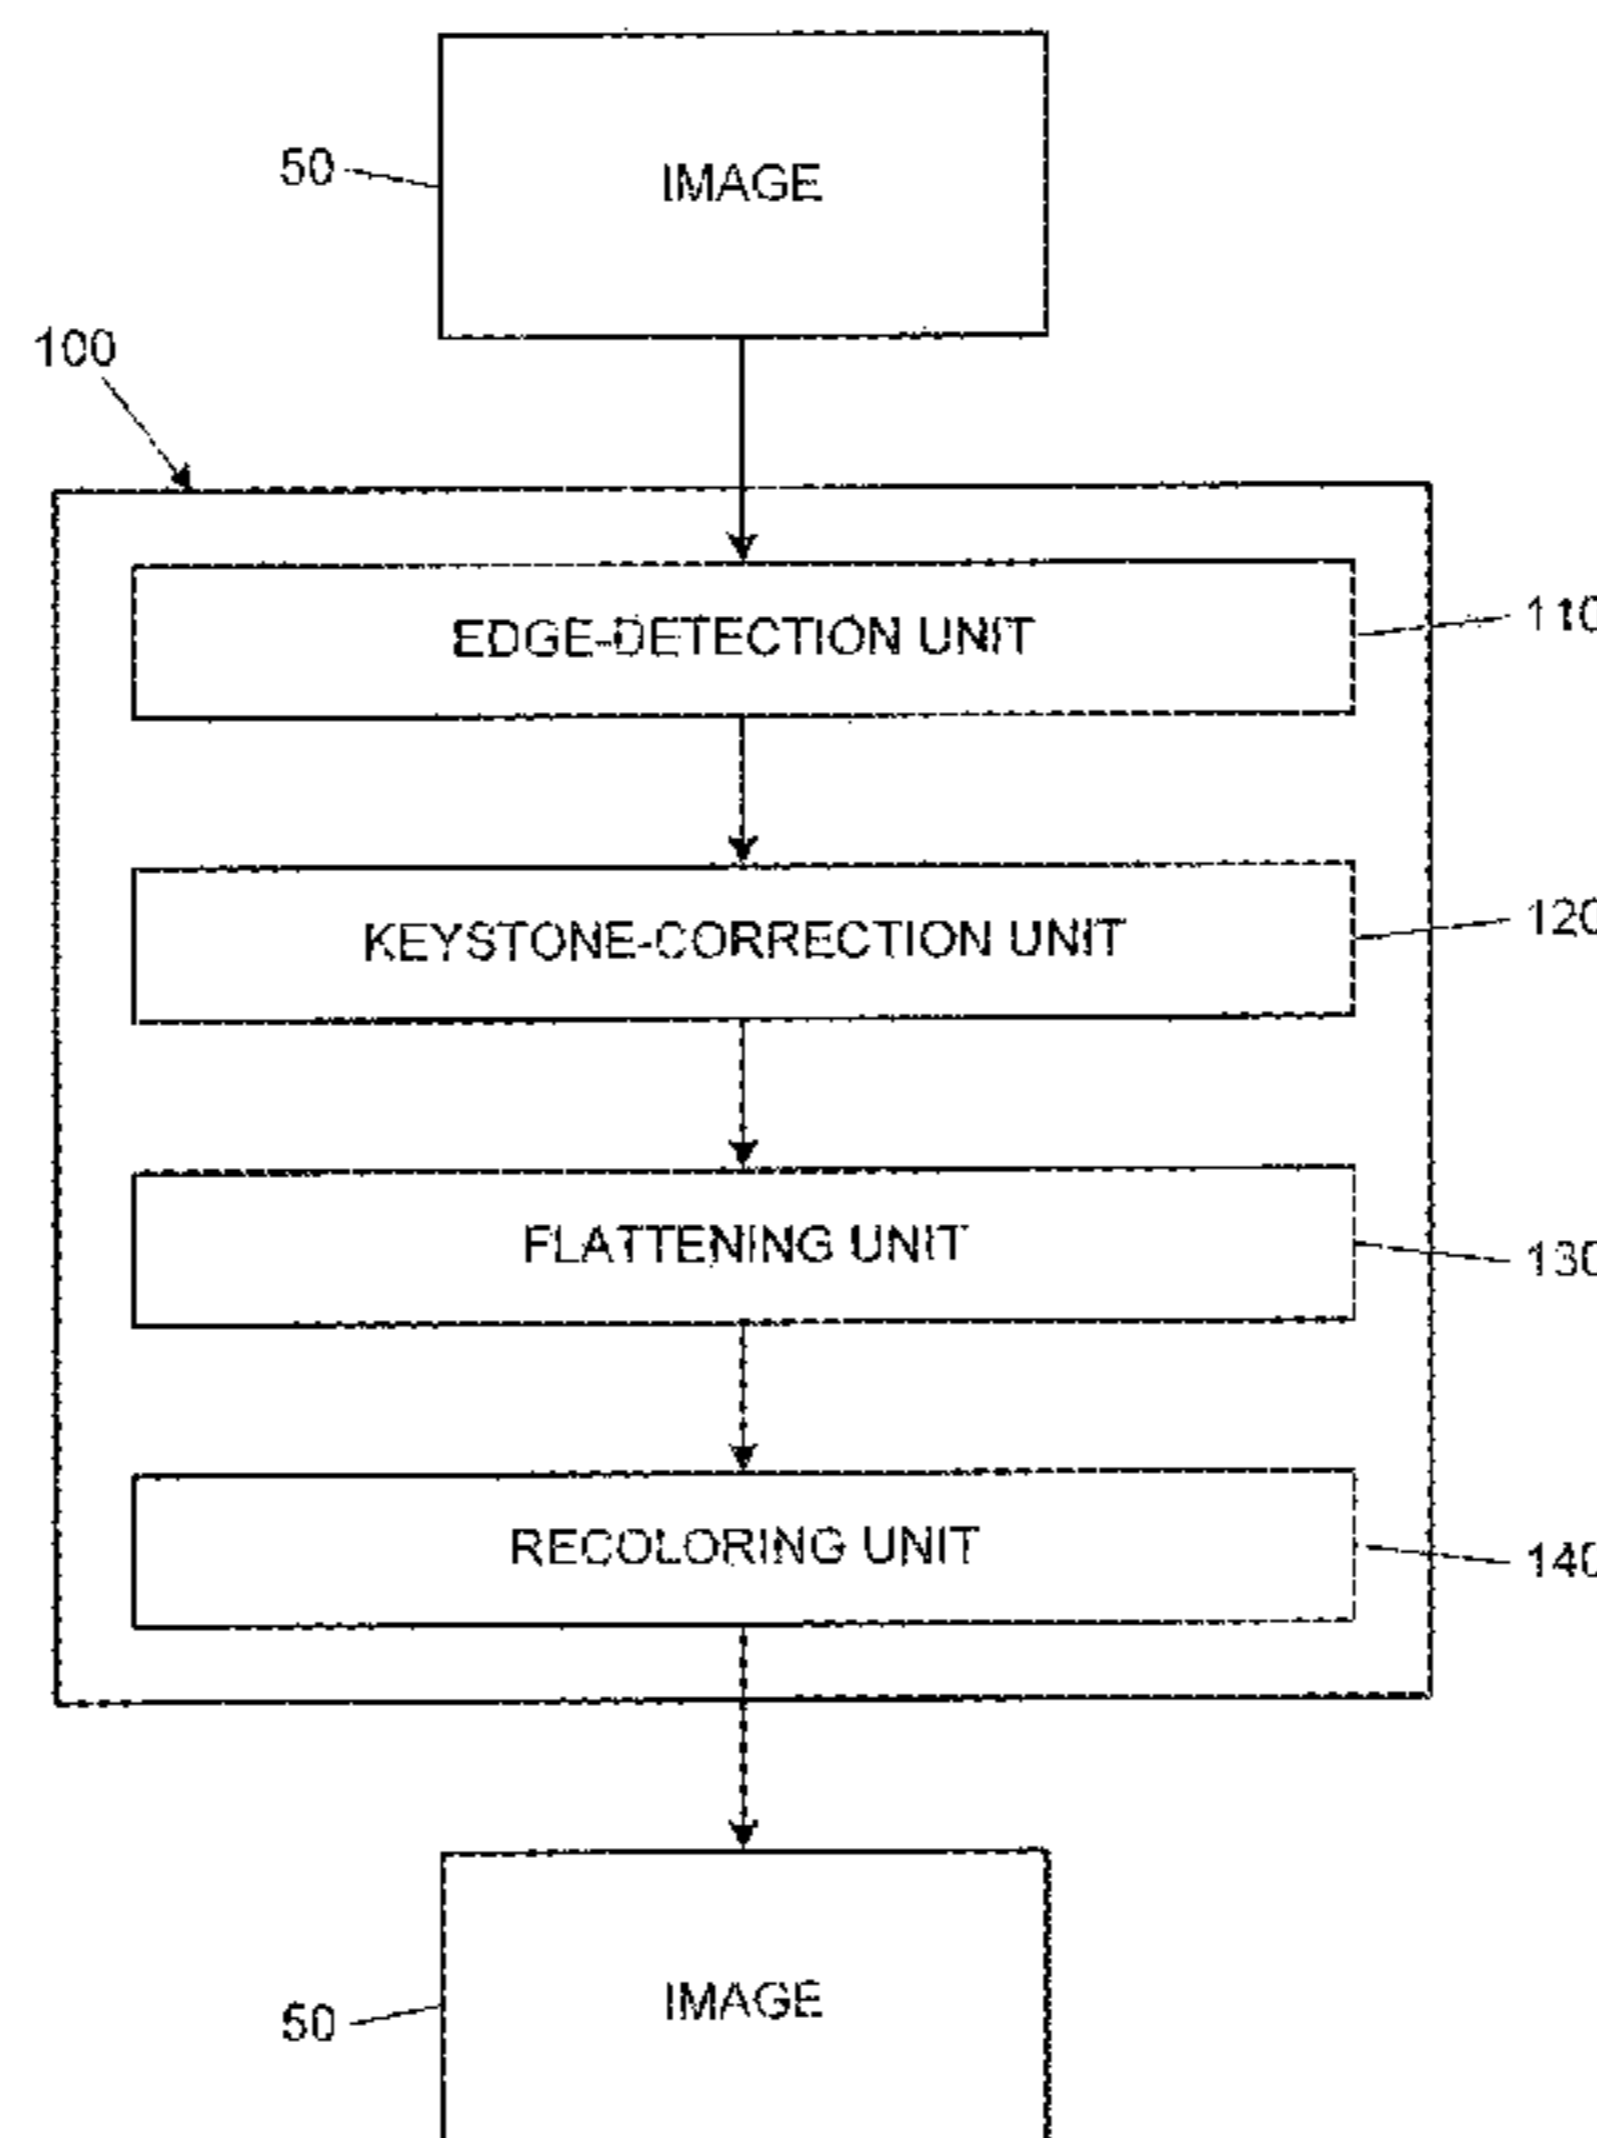 IMAGE
50
100
EDGE-DETECTION UNIT
110
KEYSTONE-CORRECTION UNIT
120
FLATTENING UNIT
130
RECOLORING UNIT
140
IMAGE
50